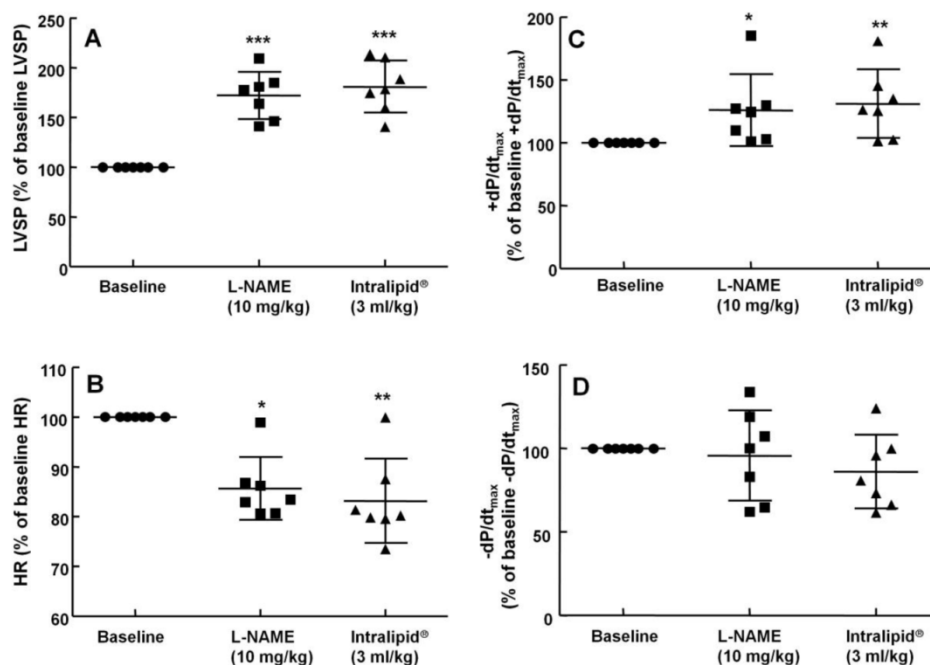 A
LVSP (% of baseline LVSP)
250
200
150
100
50
0
***
***
Baseline
L-NAME
(10 mg/kg)
Intralipid®
(3 ml/kg)
C
+dP/dtmax
(% of baseline +dP/dtmax)
200
150
100
50
0
*
**
Baseline
L-NAME
(10 mg/kg)
Intralipid®
(3 ml/kg)
B
HR (% of baseline HR)
110
100
90
80
70
60
*
**
Baseline
L-NAME
(10 mg/kg)
Intralipid®
(3 ml/kg)
D
-dP/dtmax
(% of baseline -dP/dtmax)
150
100
50
0
Baseline
L-NAME
(10 mg/kg)
Intralipid®
(3 ml/kg)